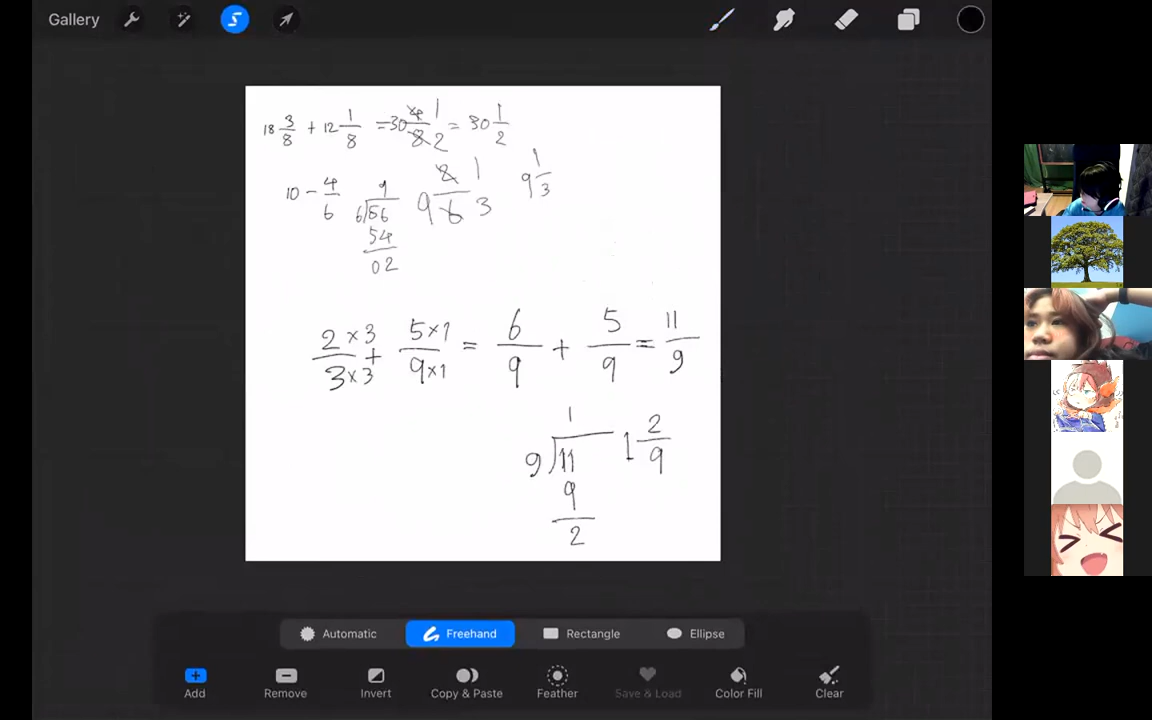 Gallery
18 3/8 + 12 1/8 = 30 4/8 1 2 = 30 1/2
10 - 4/6 9 6)56 54 02 9 2/6 1 3 9 1/3
2×3/3×3 + 5×1/9×1 = 6/9 + 5/9 = 11/9
1 9)11 9 2 1 2/9
Automatic Freehand Rectangle Ellipse
Add Remove Invert Copy & Paste Feather Save & Load Color Fill Clear